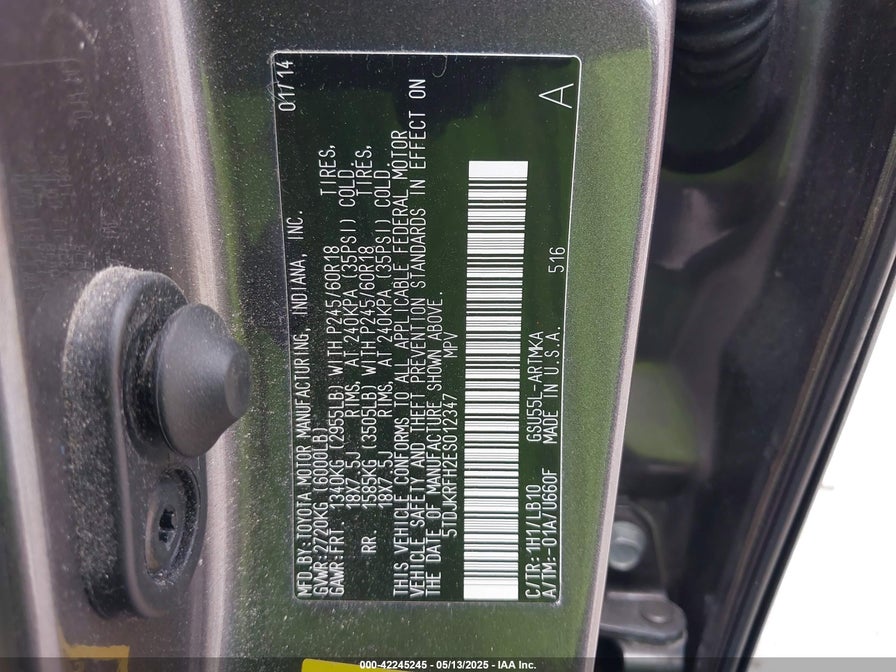 01/14
MFD.BY:TOYOTA MOTOR MANUFACTURING, INDIANA, INC.
GVWR:2720KG (6000LB)
GAWR:FRT. 1340KG (2955LB) WITH P245/60R18 TIRES,
18X7.5J RIMS, AT 240KPA (35PSI) COLD.
RR. 1585KG (3505LB) WITH P245/60R18 TIRES,
18X7.5J RIMS, AT 240KPA (35PSI) COLD.
THIS VEHICLE CONFORMS TO ALL APPLICABLE FEDERAL MOTOR
VEHICLE SAFETY AND THEFT PREVENTION STANDARDS IN EFFECT ON
THE DATE OF MANUFACTURE SHOWN ABOVE.
5TDJKRFH2ES012347 MPV
C/TR:1H1/LB10 GSU55L-ARTMKA 516
A/TM:-01A/U660F MADE IN U.S.A. A
000-42245245 - 05/13/2025 - IAA Inc.